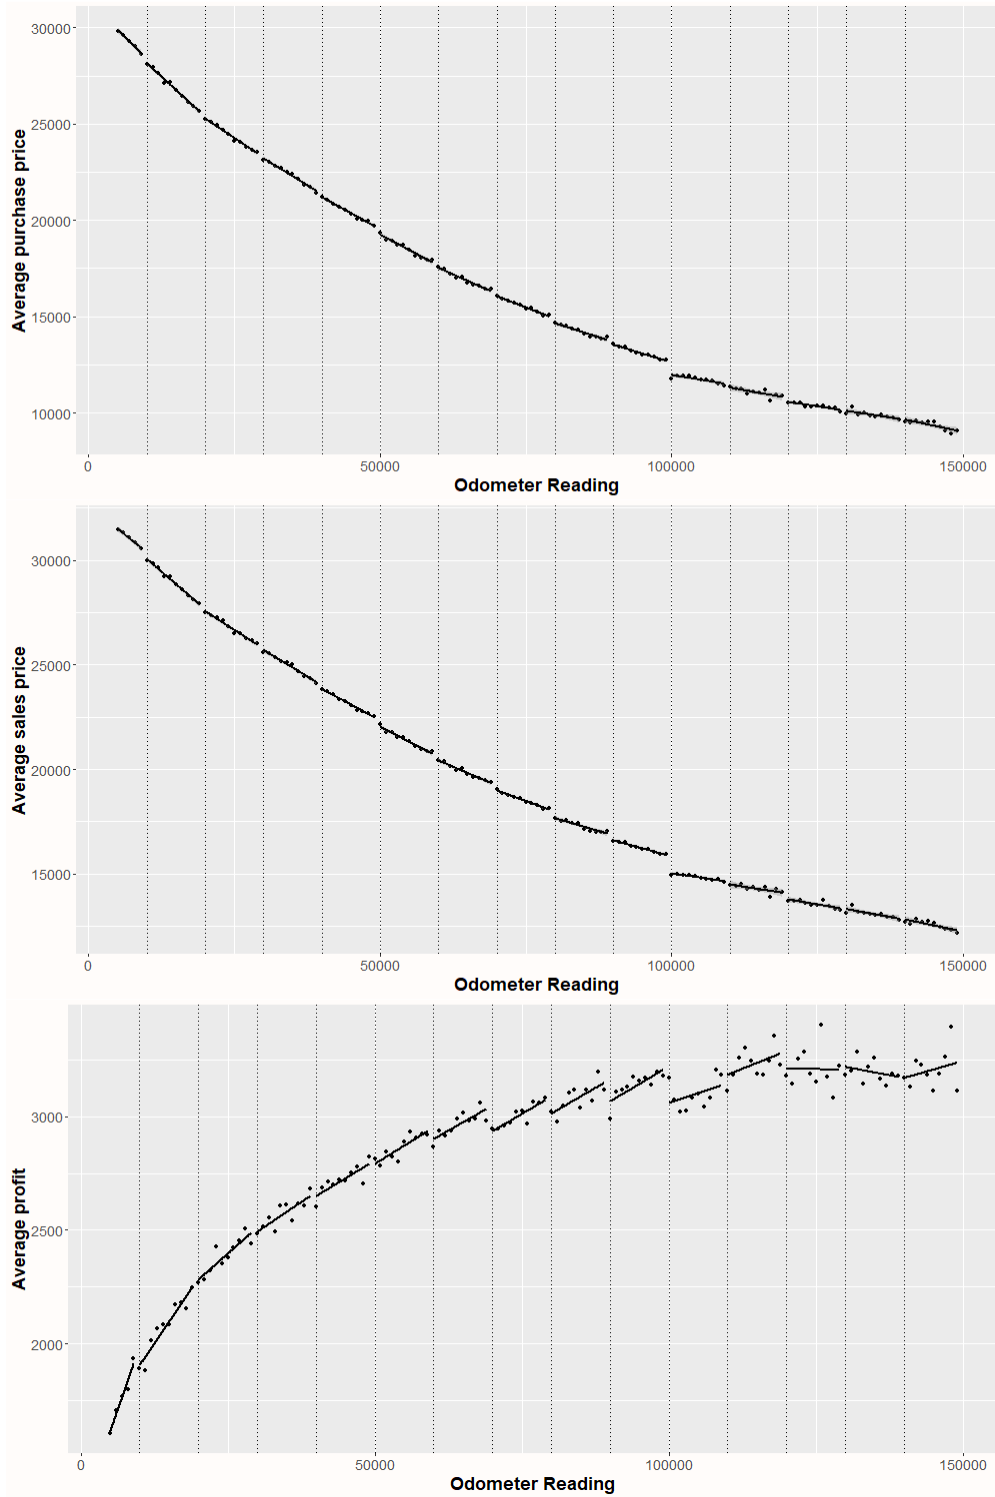 Average purchase price
30000
25000
20000
15000
10000
0 50000 100000 150000
Odometer Reading
Average sales price
30000
25000
20000
15000
0 50000 100000 150000
Odometer Reading
Average profit
3000
2500
2000
0 50000 100000 150000
Odometer Reading